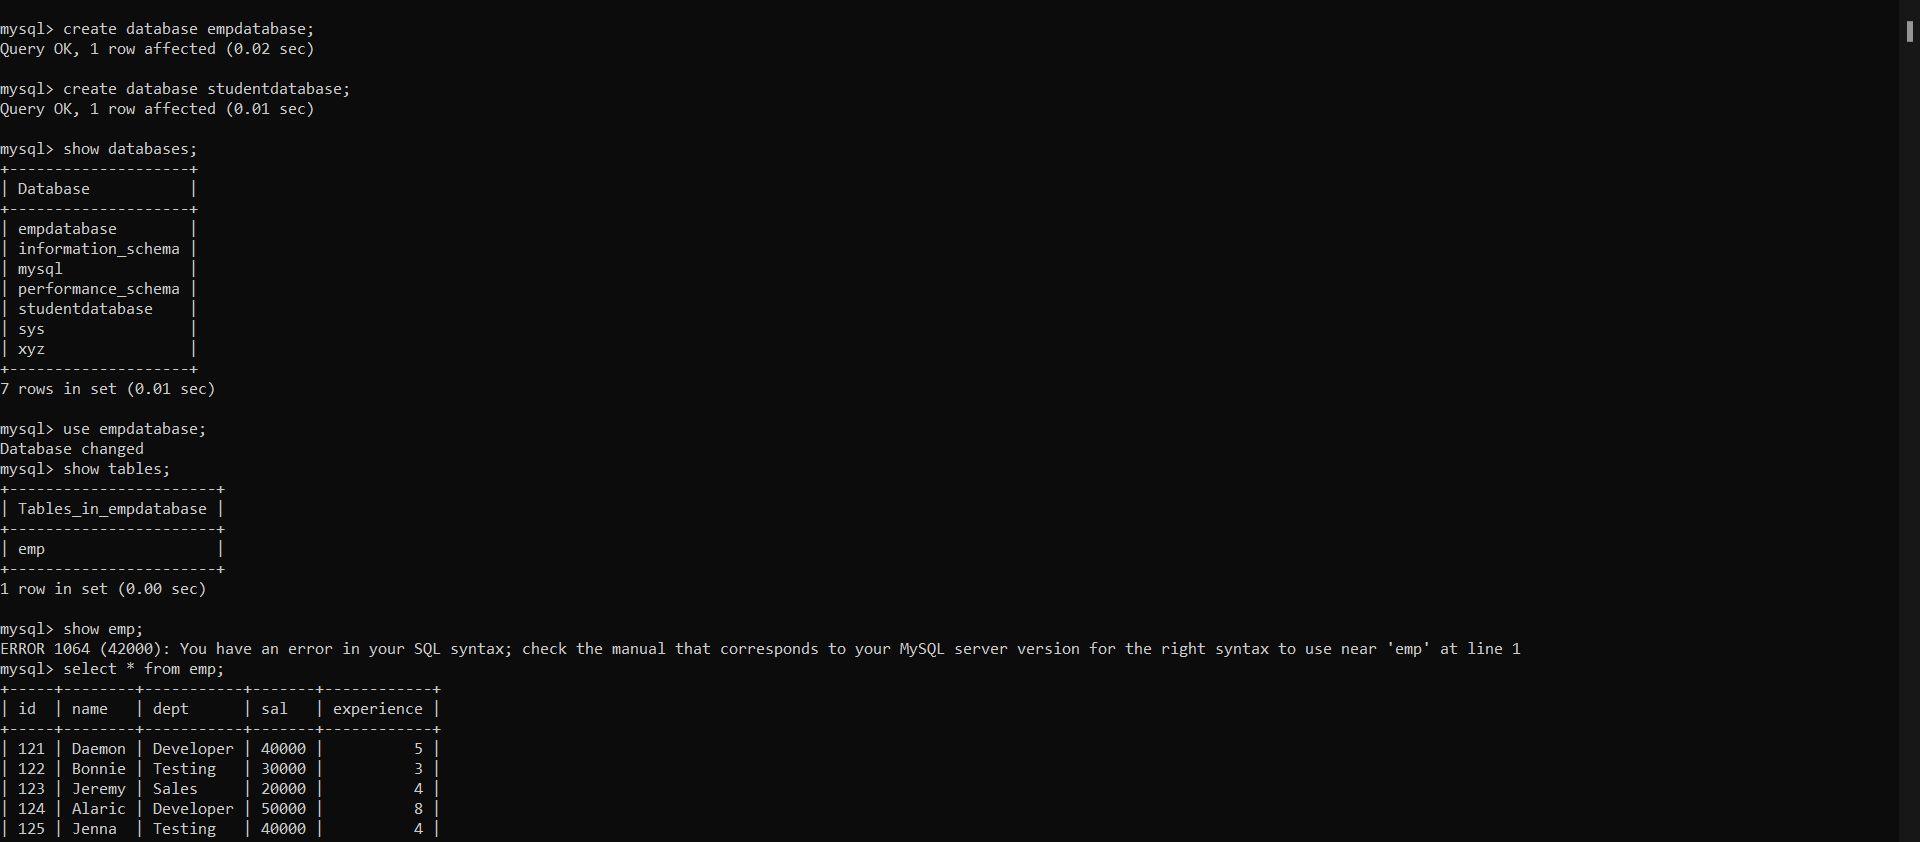 mysql> create database empdatabase;
Query OK, 1 row affected (0.02 sec)
mysql> create database studentdatabase;
Query OK, 1 row affected (0.01 sec)
mysql> show databases;
+--------------------+
| Database           |
+--------------------+
| empdatabase        |
| information_schema |
| mysql              |
| performance_schema |
| studentdatabase    |
| sys                |
| xyz                |
+--------------------+
7 rows in set (0.01 sec)
mysql> use empdatabase;
Database changed
mysql> show tables;
+-----------------------+
| Tables_in_empdatabase |
+-----------------------+
| emp                   |
+-----------------------+
1 row in set (0.00 sec)
mysql> show emp;
ERROR 1064 (42000): You have an error in your SQL syntax; check the manual that corresponds to your MySQL server version for the right syntax to use near 'emp' at line 1
mysql> select * from emp;
+-----+--------+-----------+-------+------------+
| id  | name   | dept      | sal   | experience |
+-----+--------+-----------+-------+------------+
| 121 | Daemon | Developer | 40000 |          5 |
| 122 | Bonnie | Testing   | 30000 |          3 |
| 123 | Jeremy | Sales     | 20000 |          4 |
| 124 | Alaric | Developer | 50000 |          8 |
| 125 | Jenna  | Testing   | 40000 |          4 |